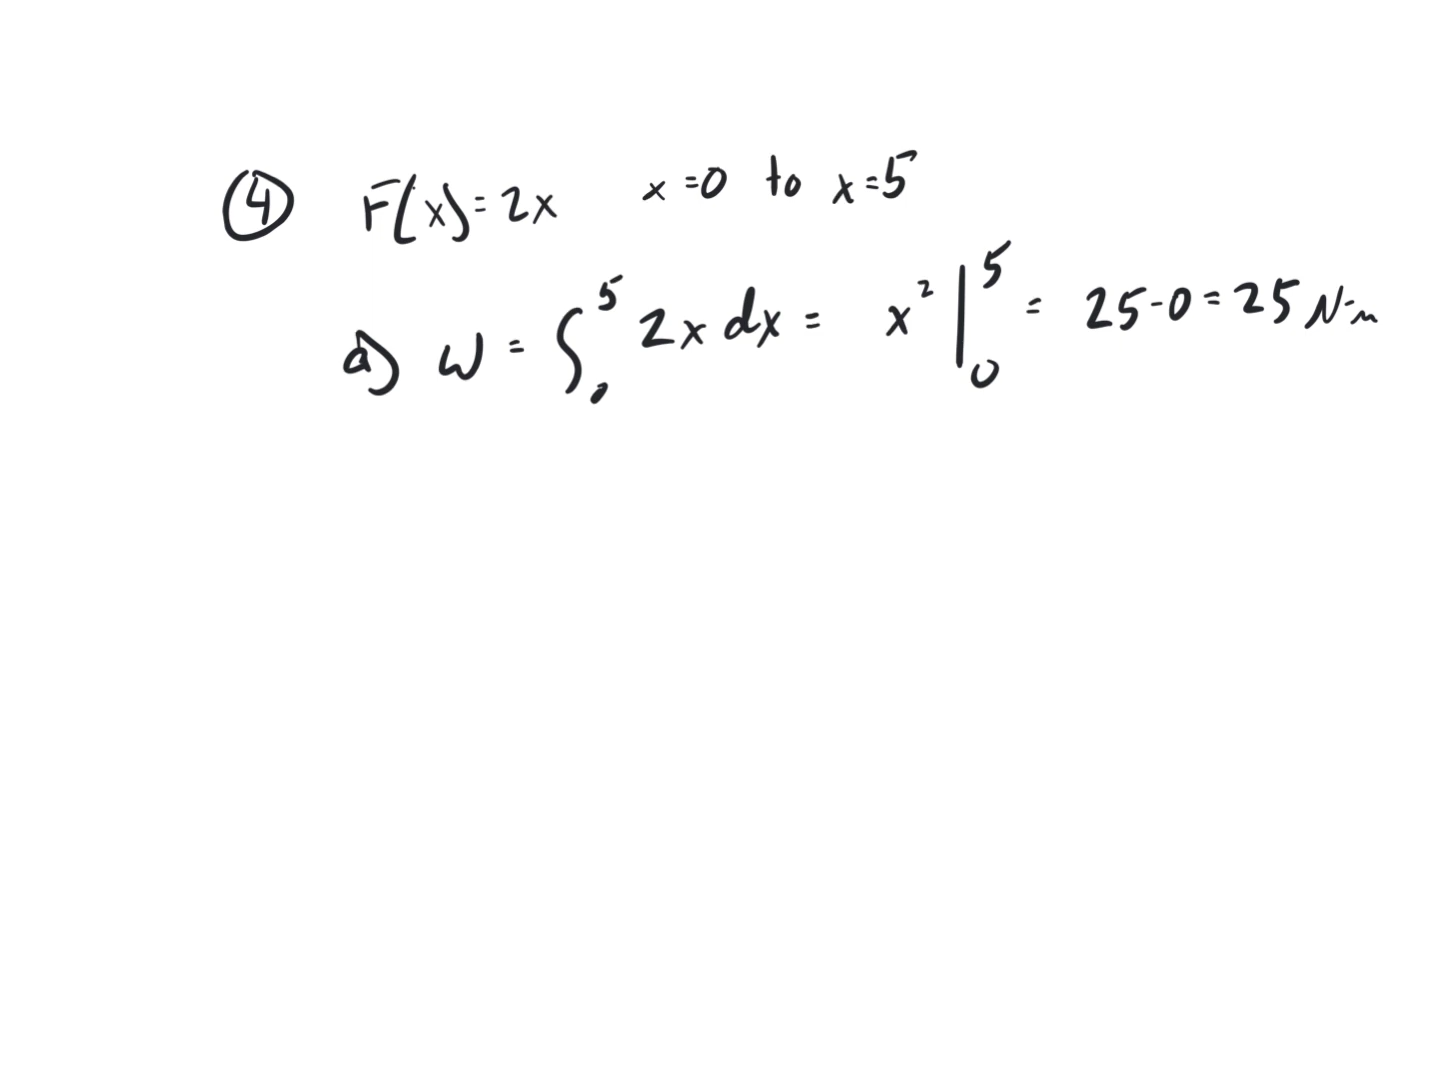 ④ F(x) = 2x x = 0 to x = 5
a) W = ∫₀⁵ 2x dx = x² |₀⁵ = 25 - 0 = 25 N-m